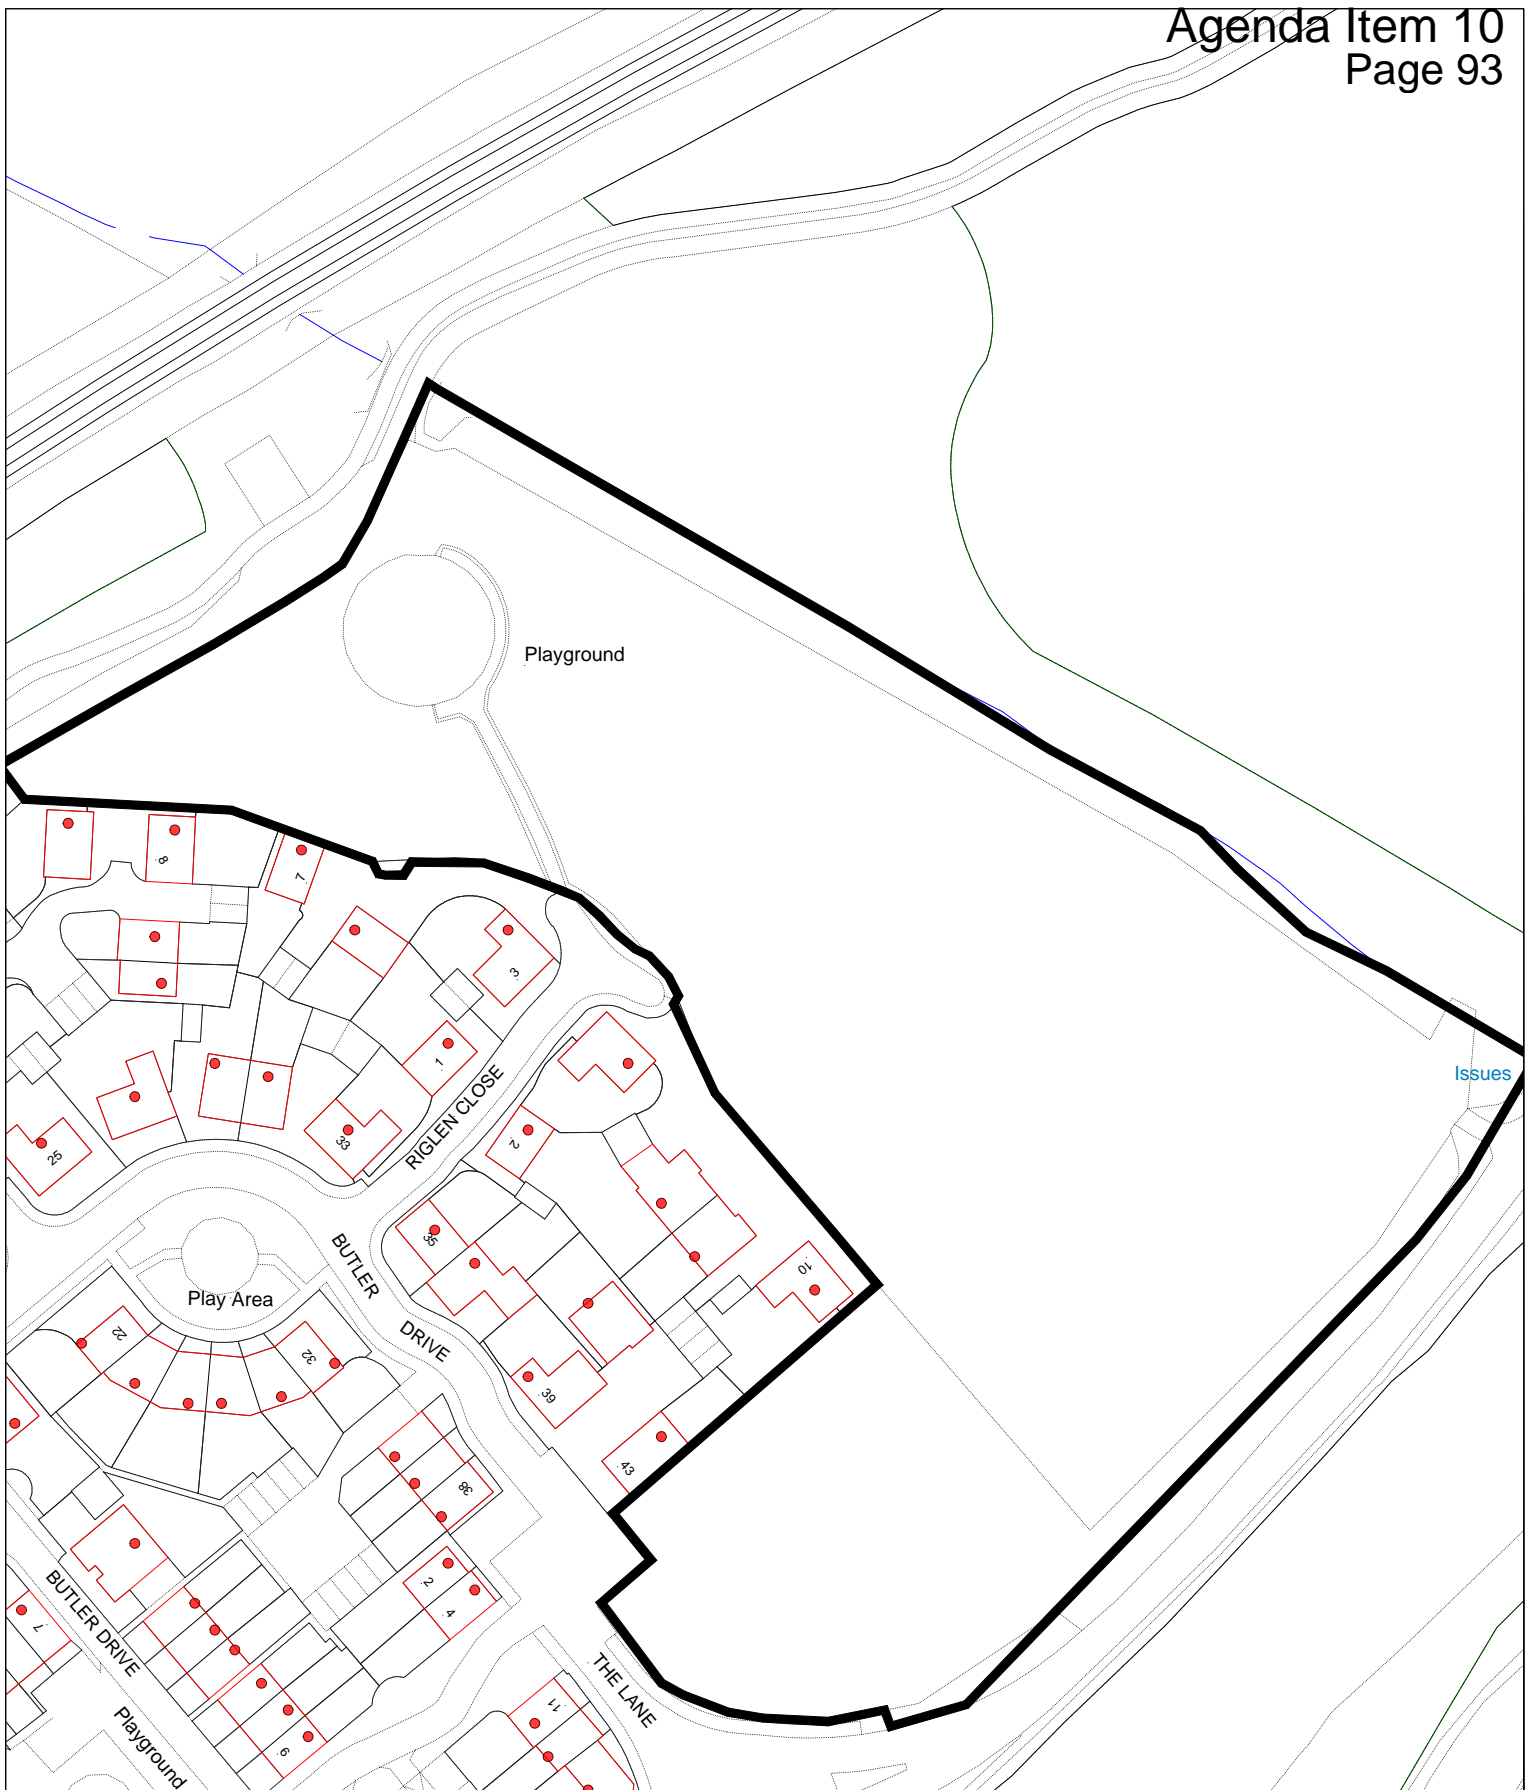 Agenda Item 10
Page 93
Playground
8
7
3
1
RIGLEN CLOSE
Issues
33
25
2
35
BUTLER
DRIVE
10
Play Area
22
32
39
43
38
2
4
BUTLER DRIVE
7
THE LANE
11
9
Playground